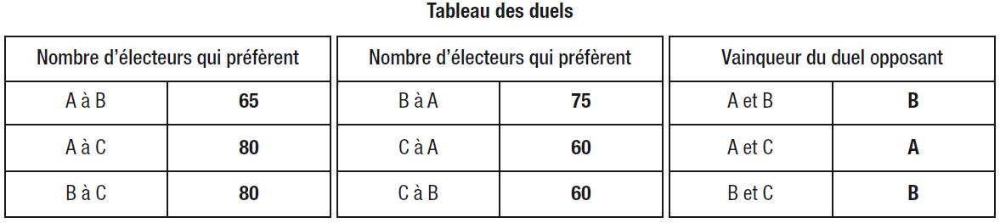 Tableau des duels
Nombre d’électeurs qui préfèrent Nombre d’électeurs qui préfèrent Vainqueur du duel opposant
A à B 65 B à A 75 A et B B
A à C 80 C à A 60 A et C A
B à C 80 C à B 60 B et C B